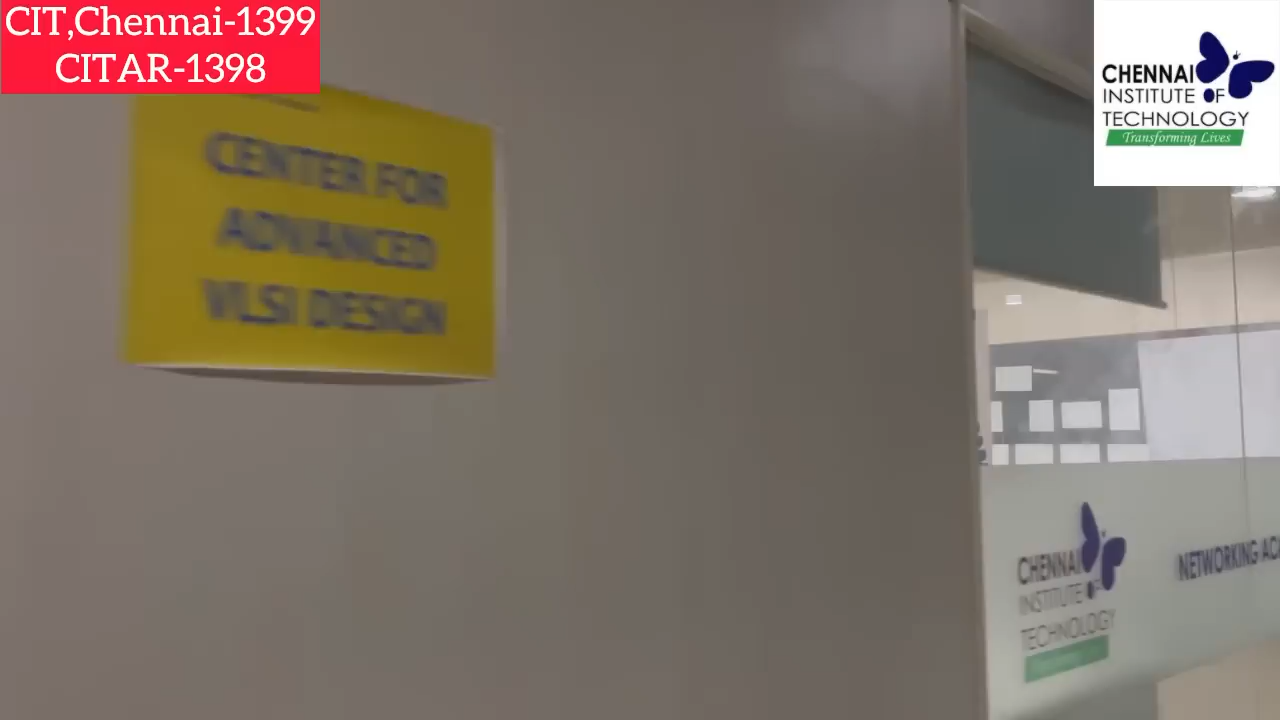 CIT,Chennai-1399
CITAR-1398
CHENNAI
INSTITUTE OF
TECHNOLOGY
Transforming Lives
CENTER FOR
ADVANCED
VLSI DESIGN
CHENNAI
INSTITUTE OF
TECHNOLOGY
NETWORKING